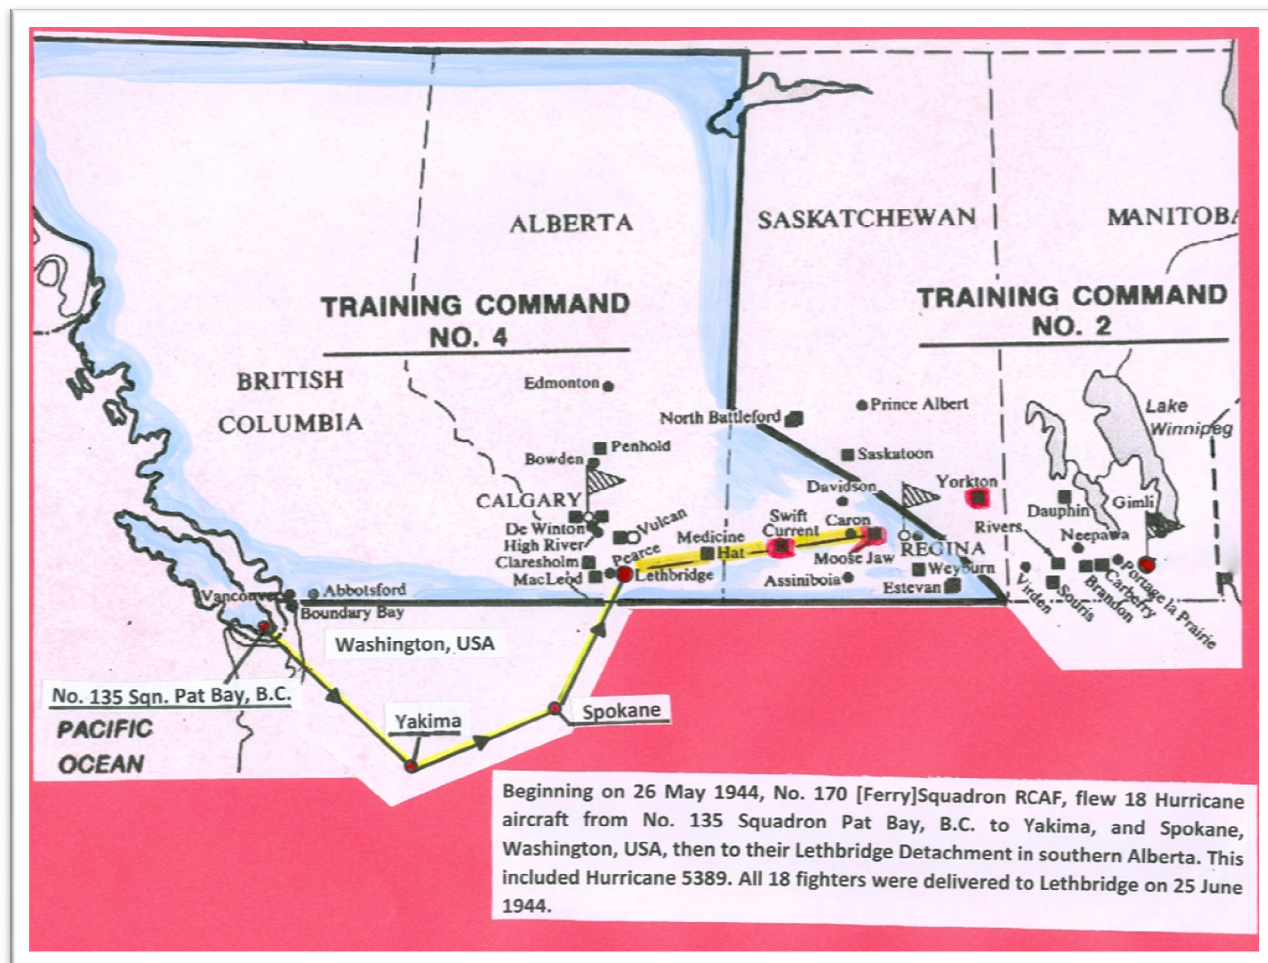 ALBERTA
SASKATCHEWAN
MANITOBA
TRAINING COMMAND
NO. 4
TRAINING COMMAND
NO. 2
BRITISH
COLUMBIA
Edmonton
North Battleford
Prince Albert
Lake
Winnipeg
Penhold
Bowden
Saskatoon
CALGARY
Davidson
Yorkton
Dauphin
Gimli
De Winton
High River
Vulcan
Medicine
Hat
Swift
Current
Caron
Rivers
Neepawa
Claresholm
Pearce
Moose Jaw
REGINA
MacLeod
Lethbridge
Assiniboia
Weyburn
Estevan
Virden
Souris
Brandon
Carberry
Portage la Prairie
Vancouver
Abbotsford
Boundary Bay
Washington, USA
No. 135 Sqn. Pat Bay, B.C.
PACIFIC
OCEAN
Yakima
Spokane
Beginning on 26 May 1944, No. 170 [Ferry]Squadron RCAF, flew 18 Hurricane
aircraft from No. 135 Squadron Pat Bay, B.C. to Yakima, and Spokane,
Washington, USA, then to their Lethbridge Detachment in southern Alberta. This
included Hurricane 5389. All 18 fighters were delivered to Lethbridge on 25 June
1944.